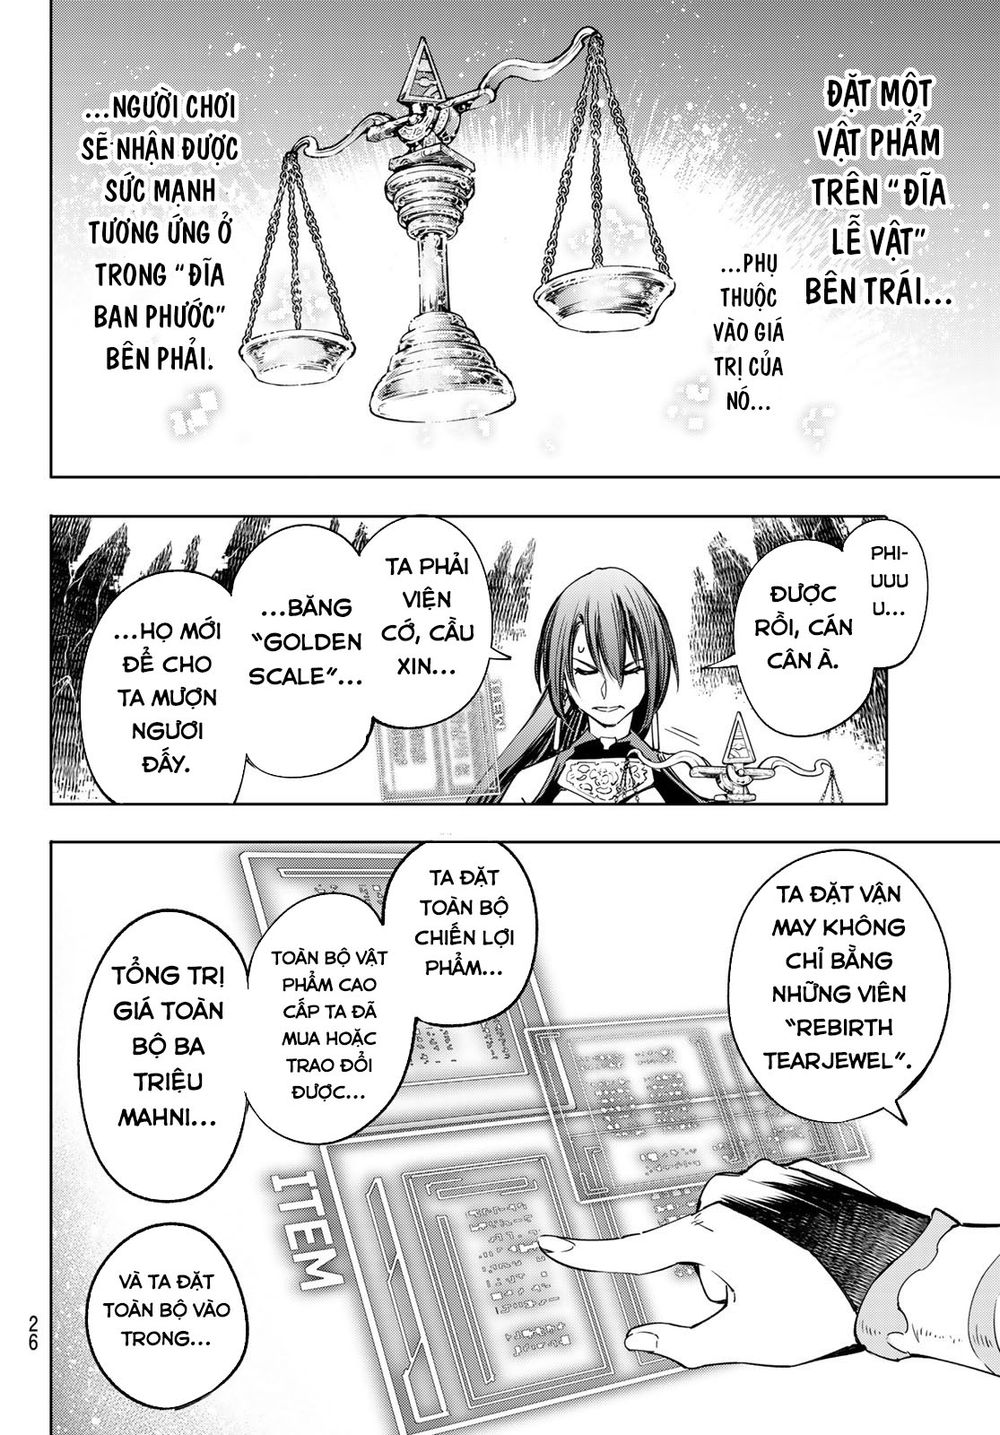 ĐẶT MỘT
VẬT PHẨM
TRÊN “ĐĨA
LỄ VẬT”
BÊN TRÁI...
...PHỤ
THUỘC
VÀO GIÁ
TRỊ CỦA
NÓ...
...NGƯỜI CHƠI
SẼ NHẬN ĐƯỢC
SỨC MẠNH
TƯƠNG ỨNG Ở
TRONG “ĐĨA
BAN PHƯỚC”
BÊN PHẢI.
PHI-
UUU
U...
ĐƯỢC
RỒI, CÁN
CÂN À.
TA PHẢI
VIỆN
CỚ, CẦU
XIN...
...BĂNG
“GOLDEN
SCALE”...
...HỌ MỚI
ĐỂ CHO
TA MƯỢN
NGƯƠI
ĐẤY.
ITEM
TA ĐẶT VẬN
MAY KHÔNG
CHỈ BẰNG
NHỮNG VIÊN
“REBIRTH
TEARJEWEL”.
TA ĐẶT
TOÀN BỘ
CHIẾN LỢI
PHẨM...
TOÀN BỘ VẬT
PHẨM CAO
CẤP TA ĐÃ
MUA HOẶC
TRAO ĐỔI
ĐƯỢC...
TỔNG TRỊ
GIÁ TOÀN
BỘ BA
TRIỆU
MAHNI...
ITEM
VÀ TA ĐẶT
TOÀN BỘ VÀO
TRONG...
26